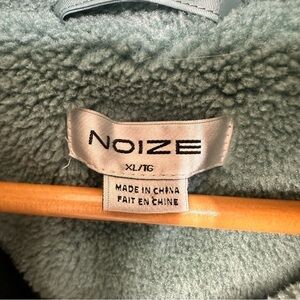 NOIZE
XL/TG
MADE IN CHINA
FAIT EN CHINE